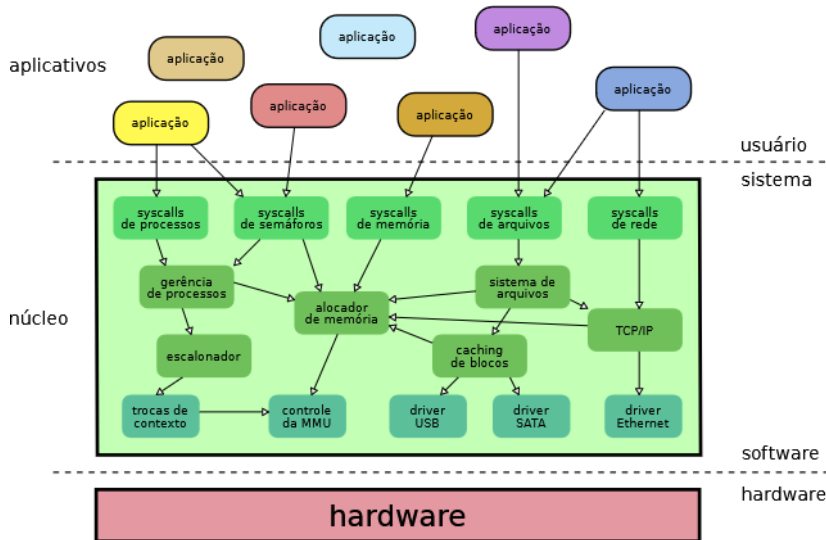 aplicação
aplicação
aplicação
aplicativos
aplicação
aplicação
aplicação
aplicação
aplicação
usuário
sistema
syscalls
de processos
syscalls
de semáforos
syscalls
de memória
syscalls
de arquivos
syscalls
de rede
gerência
de processos
sistema de
arquivos
alocador
de memória
núcleo
TCP/IP
escalonador
caching
de blocos
trocas de
contexto
controle
da MMU
driver
USB
driver
SATA
driver
Ethernet
software
hardware
hardware